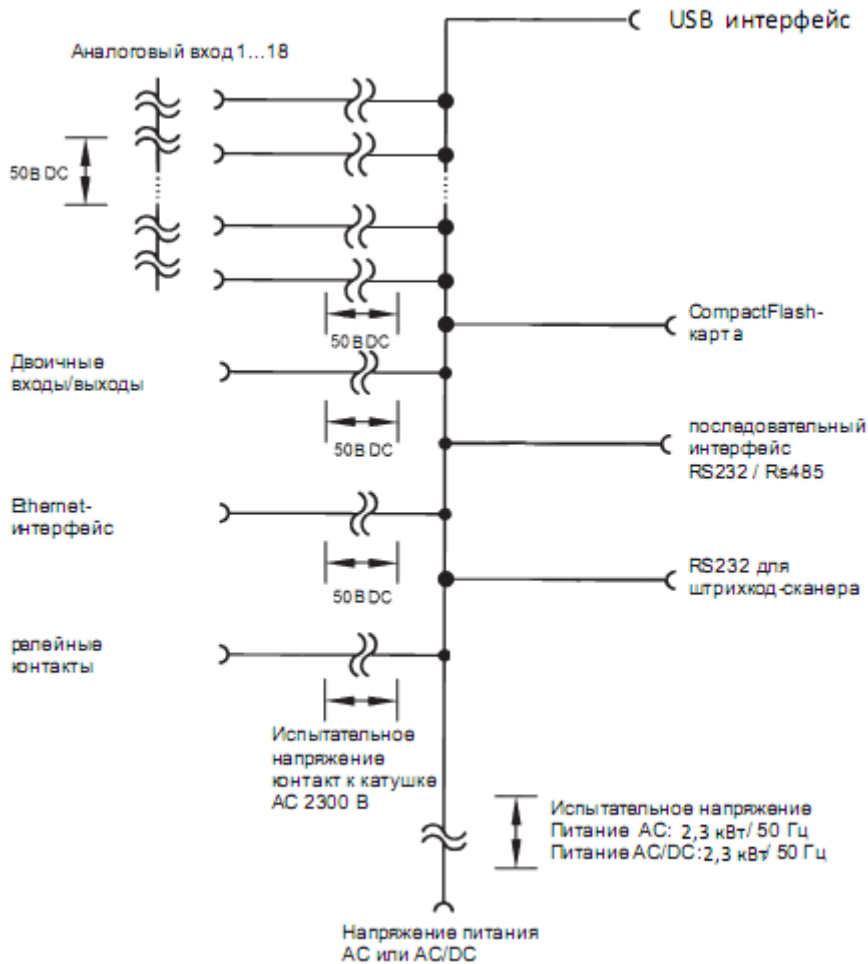 USB интерфейс
Аналоговый вход 1...18
50В DC
50В DC
CompactFlash-
карта
Двоичные
входы/выходы
50В DC
последовательный
интерфейс
RS232 / Rs485
Ethernet-
интерфейс
50В DC
RS232 для
штрихкод-сканера
релейные
контакты
Испытательное
напряжение
контакт к катушке
AC 2300 В
Испытательное напряжение
Питание AC: 2,3 кВт/ 50 Гц
Питание AC/DC: 2,3 кВт/ 50 Гц
Напряжение питания
AC или AC/DC